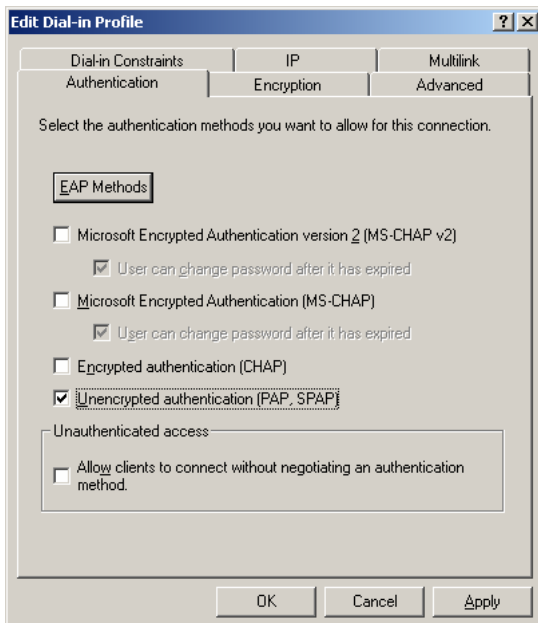 Edit Dial-in Profile
Dial-in Constraints IP Multilink
Authentication Encryption Advanced
Select the authentication methods you want to allow for this connection.
EAP Methods
Microsoft Encrypted Authentication version 2 (MS-CHAP v2)
User can change password after it has expired
Microsoft Encrypted Authentication (MS-CHAP)
User can change password after it has expired
Encrypted authentication (CHAP)
Unencrypted authentication (PAP, SPAP)
Unauthenticated access
Allow clients to connect without negotiating an authentication
method.
OK Cancel Apply